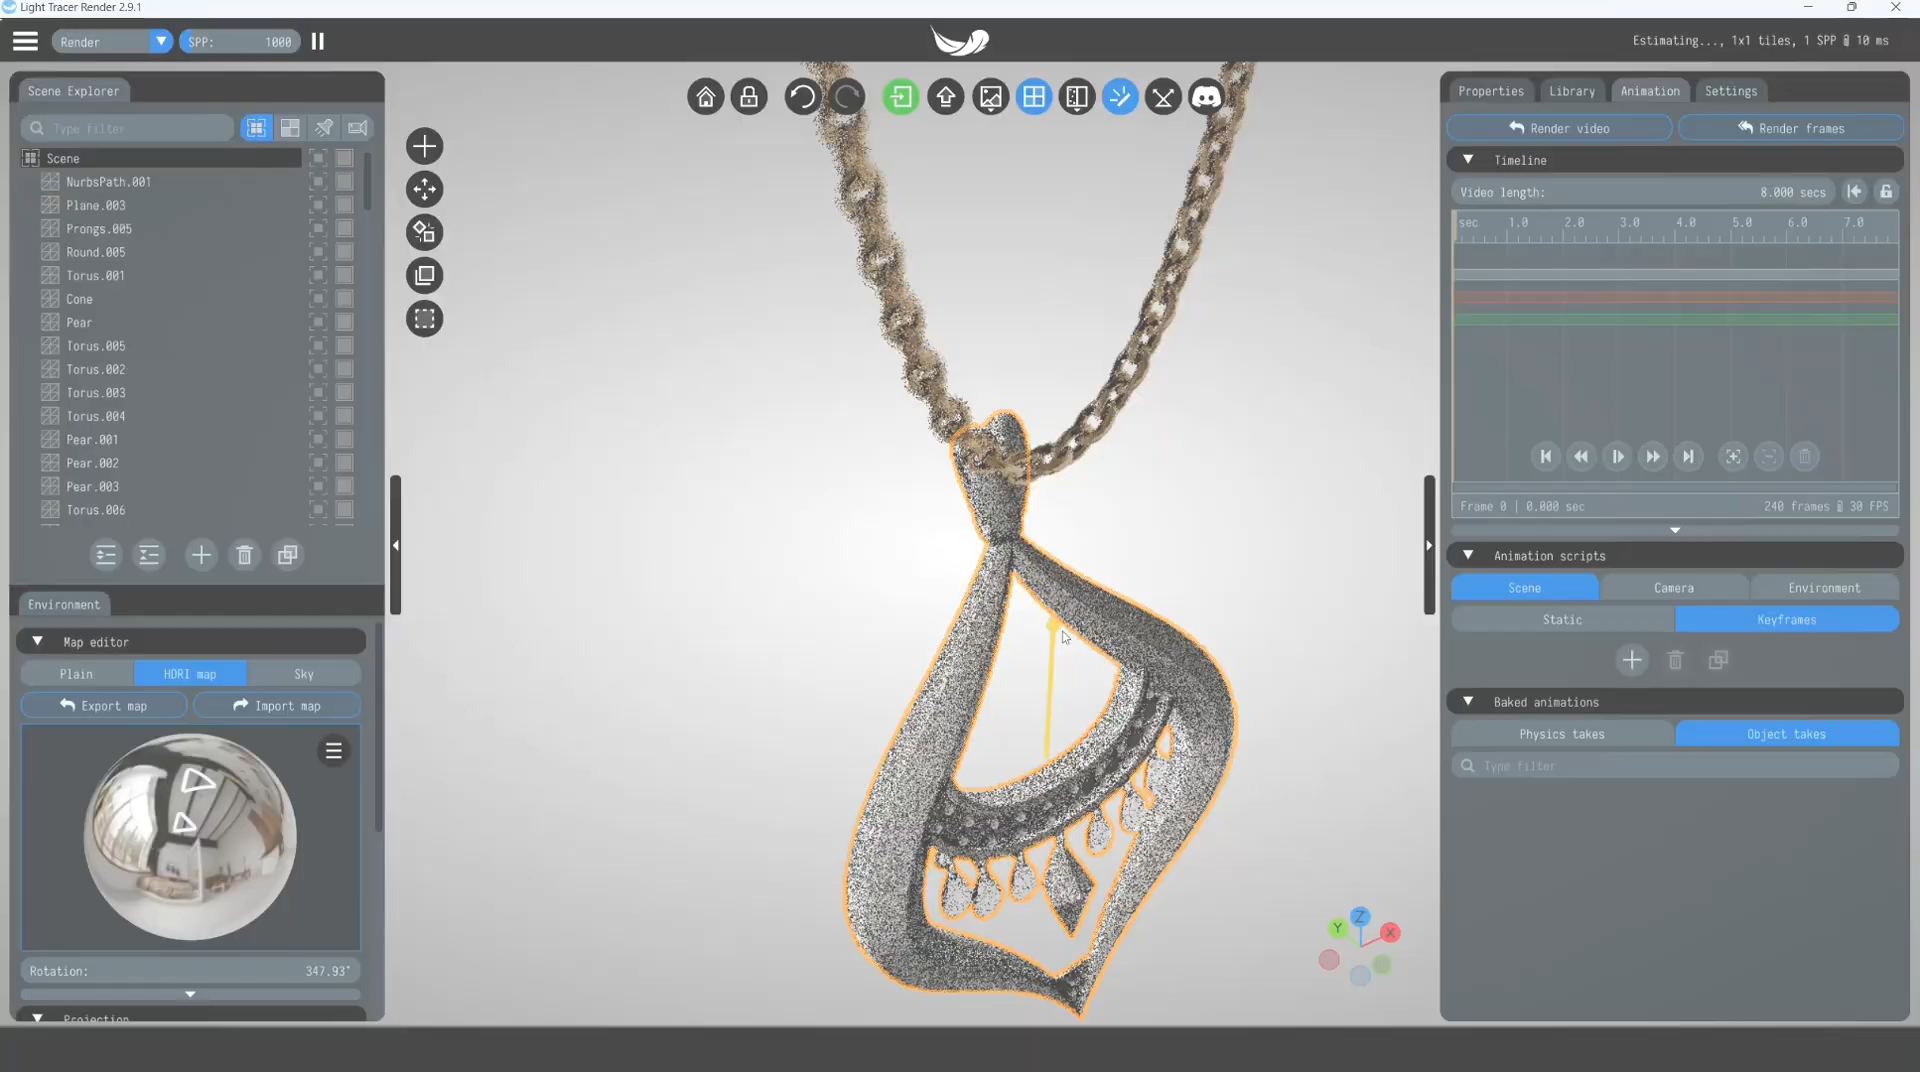 Light Tracer Render 2.9.1
Render
SPP: 1000
Estimating..., 1x1 tiles, 1 SPP 10 ms
Scene Explorer
Type filter
Scene
NurbsPath.001
Plane.003
Prongs.005
Round.005
Torus.001
Cone
Pear
Torus.005
Torus.002
Torus.003
Torus.004
Pear.001
Pear.002
Pear.003
Torus.006
Environment
Map editor
Plain HDRI map Sky
Export map Import map
Rotation: 347.93°
Projection
Z
Y
X
Properties Library Animation Settings
Render video Render frames
Timeline
Video length: 8.000 secs
sec 1.0 2.0 3.0 4.0 5.0 6.0 7.0
Frame 0 | 0.000 sec 240 frames 30 FPS
Animation scripts
Scene Camera Environment
Static Keyframes
Baked animations
Physics takes Object takes
Type filter